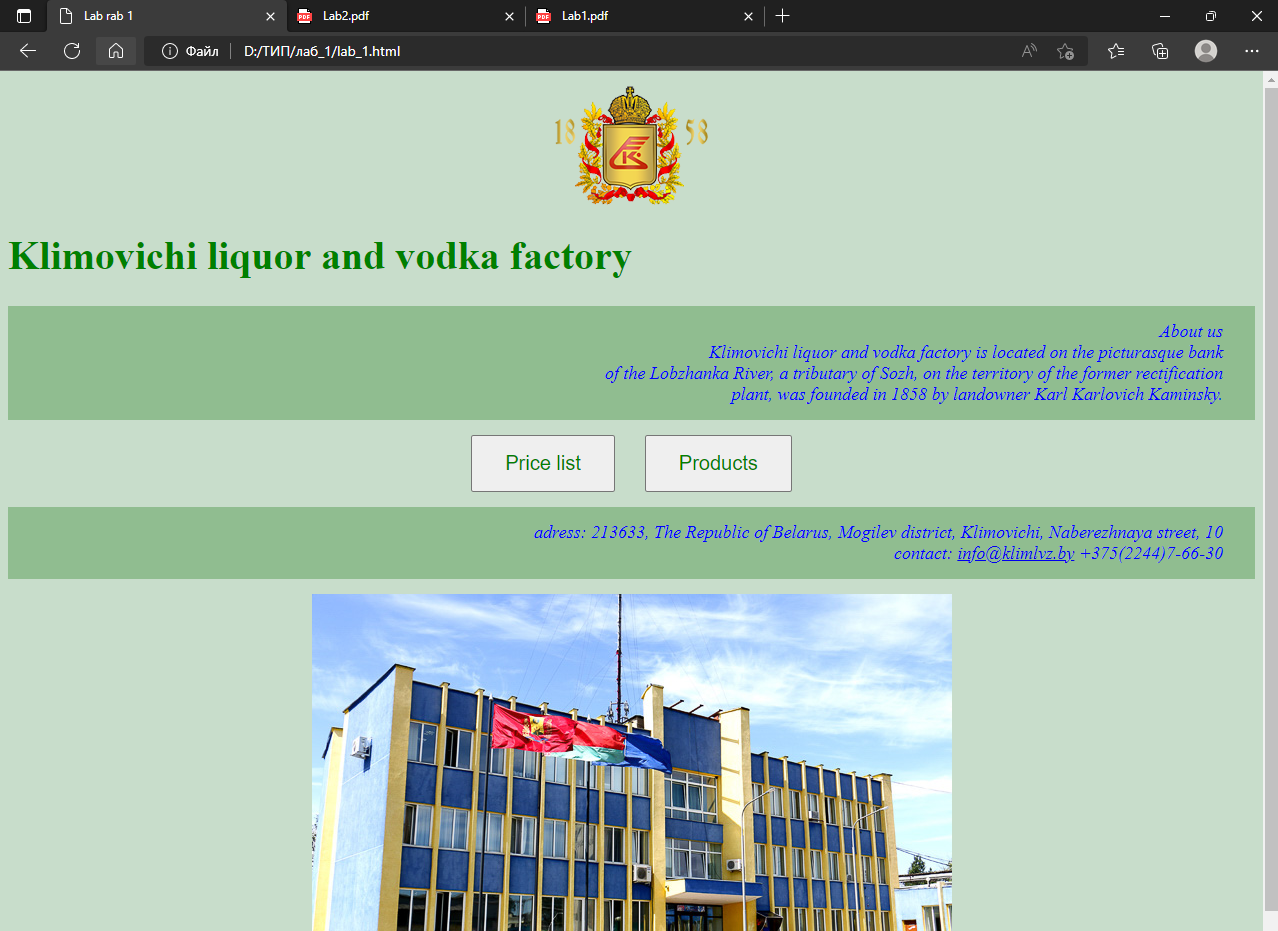 Lab rab 1
Lab2.pdf
Lab1.pdf
Файл
D:/ТИП/лаб_1/lab_1.html
18 58
Klimovichi liquor and vodka factory
About us
Klimovichi liquor and vodka factory is located on the picturasque bank
of the Lobzhanka River, a tributary of Sozh, on the territory of the former rectification
plant, was founded in 1858 by landowner Karl Karlovich Kaminsky.
Price list
Products
adress: 213633, The Republic of Belarus, Mogilev district, Klimovichi, Naberezhnaya street, 10
contact: info@klimlvz.by +375(2244)7-66-30